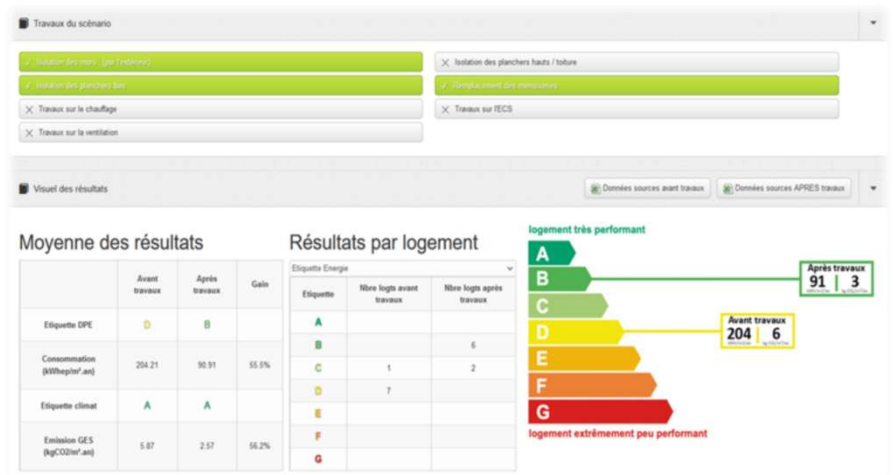 Travaux du scénario
✓ Isolation des murs (par l'extérieur)
✕ Isolation des planchers hauts / toiture
✓ Isolation des planchers bas
✓ Remplacement des menuiseries
✕ Travaux sur le chauffage
✕ Travaux sur l'ECS
✕ Travaux sur la ventilation
Visuel des résultats
Données sources avant travaux
Données sources APRES travaux
Moyenne des résultats
Avant travaux
Après travaux
Gain
Etiquette DPE D B
Consommation (kWhep/m².an) 204.21 90.91 55.5%
Etiquette climat A A
Emission GES (kgCO2/m².an) 5.87 2.57 56.2%
Résultats par logement
Etiquette Energie
Etiquette
Nbre logts avant travaux
Nbre logts après travaux
A
B 6
C 1 2
D 7
E
F
G
logement très performant
A
B
C
D
E
F
G
logement extrêmement peu performant
Après travaux
91 3
Avant travaux
204 6